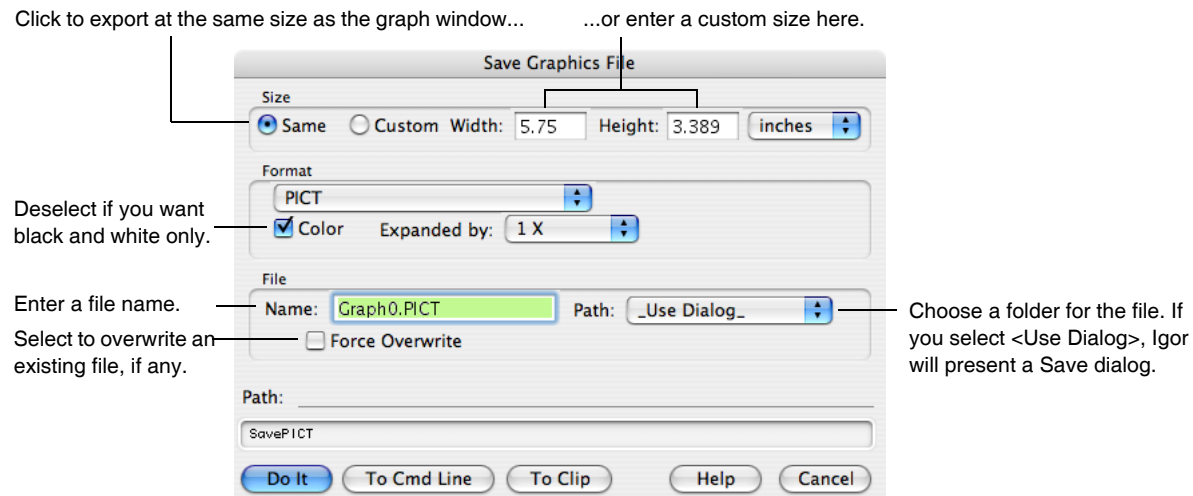 Click to export at the same size as the graph window...
...or enter a custom size here.
Save Graphics File
Size
Same Custom Width: 5.75 Height: 3.389 inches
Format
PICT
Deselect if you want
black and white only.
Color Expanded by: 1 X
File
Enter a file name.
Name: Graph0.PICT Path: _Use Dialog_
Choose a folder for the file. If
you select <Use Dialog>, Igor
will present a Save dialog.
Select to overwrite an
existing file, if any.
Force Overwrite
Path:
SavePICT
Do It To Cmd Line To Clip Help Cancel